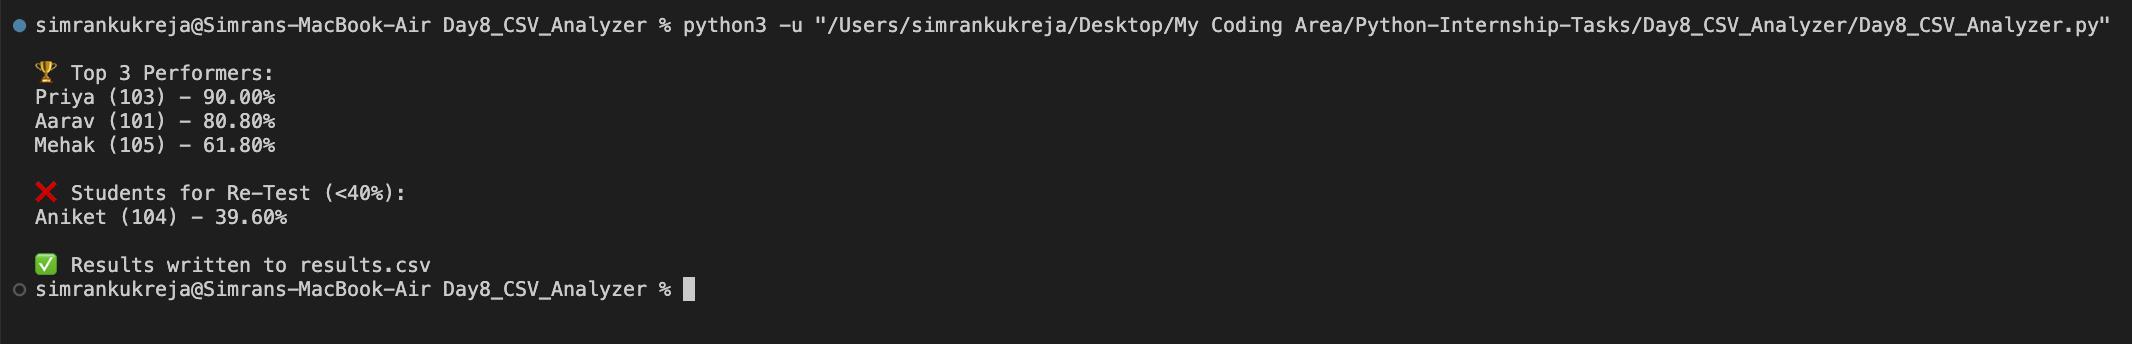 simrankukreja@Simrans-MacBook-Air Day8_CSV_Analyzer % python3 -u "/Users/simrankukreja/Desktop/My Coding Area/Python-Internship-Tasks/Day8_CSV_Analyzer/Day8_CSV_Analyzer.py"
🏆 Top 3 Performers:
Priya (103) - 90.00%
Aarav (101) - 80.80%
Mehak (105) - 61.80%
❌ Students for Re-Test (<40%):
Aniket (104) - 39.60%
✅ Results written to results.csv
simrankukreja@Simrans-MacBook-Air Day8_CSV_Analyzer %